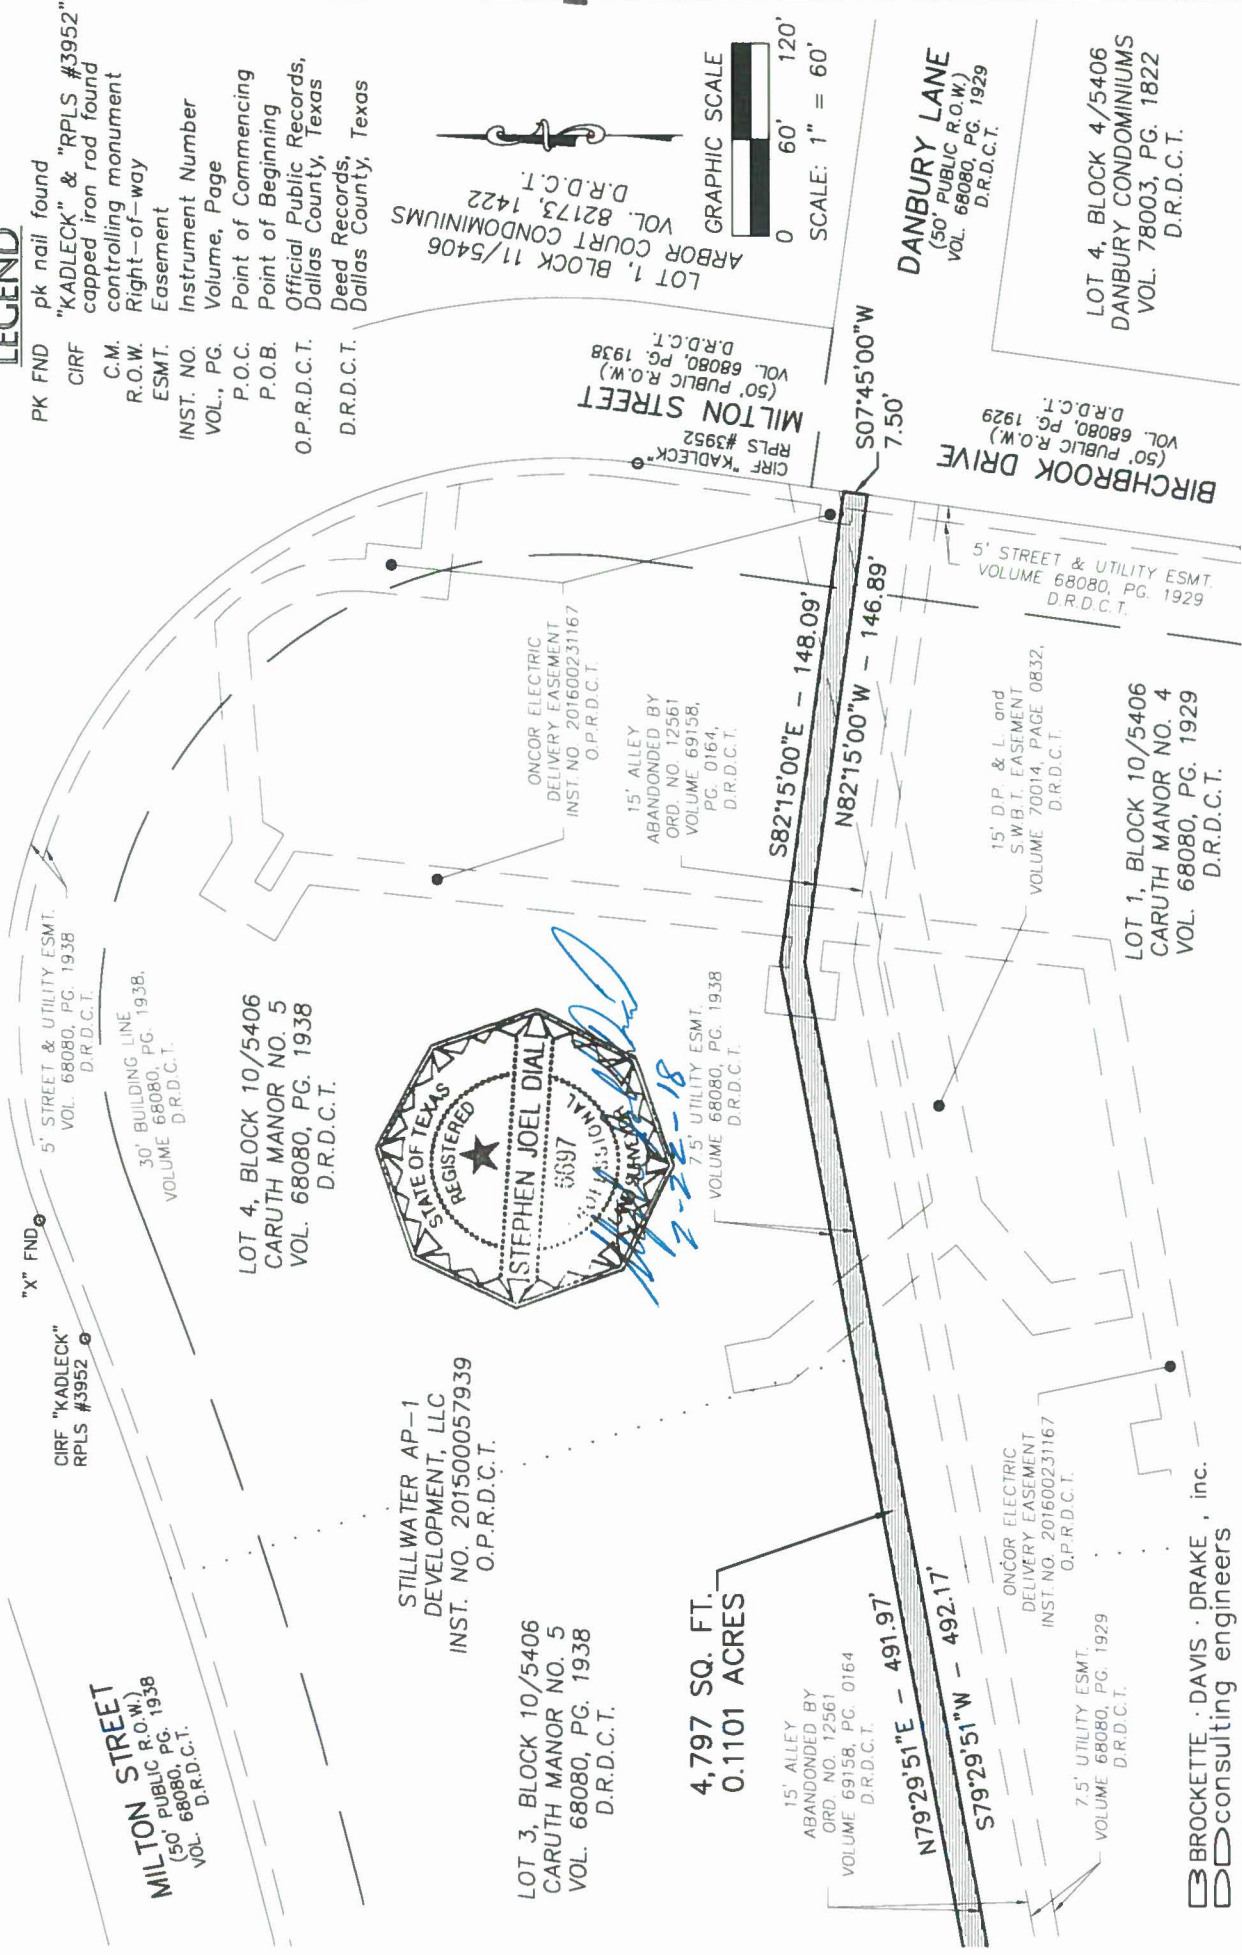 LEGEND
PK FND pk nail found
CIRF "KADLECK" & "RPLS #3952"
capped iron rod found
C.M. controlling monument
R.O.W. Right-of-way
ESMT. Easement
INST. NO. Instrument Number
VOL., PG. Volume, Page
P.O.C. Point of Commencing
P.O.B. Point of Beginning
O.P.R.D.C.T. Official Public Records,
Dallas County, Texas
D.R.D.C.T. Deed Records,
Dallas County, Texas
GRAPHIC SCALE
0 60' 120'
SCALE: 1" = 60'
LOT 1, BLOCK 11/5406
ARBOR COURT CONDOMINIUMS
VOL. 82173, 1422
D.R.D.C.T.
DANBURY LANE
(50' PUBLIC R.O.W.)
VOL. 68080, PG. 1929
D.R.D.C.T.
LOT 4, BLOCK 4/5406
DANBURY CONDOMINIUMS
VOL. 78003, PG. 1822
D.R.D.C.T.
MILTON STREET
(50' PUBLIC R.O.W.)
VOL. 68080, PG. 1938
D.R.D.C.T.
CIRF "KADLECK"
RPLS #3952
S07°45'00"W
7.50'
BIRCHBROOK DRIVE
(50' PUBLIC R.O.W.)
VOL. 68080, PG. 1929
D.R.D.C.T.
5' STREET & UTILITY ESMT.
VOLUME 68080, PG. 1929
D.R.D.C.T.
ONCOR ELECTRIC
DELIVERY EASEMENT
INST. NO 201600231167
O.P.R.D.C.T.
15' ALLEY
ABANDONDED BY
ORD. NO. 12561
VOLUME 69158,
PG. 0164,
D.R.D.C.T.
S82°15'00"E - 148.09'
N82°15'00"W - 146.89'
15' D.P. & L. and
S.W.B.T. EASEMENT
VOLUME 70014, PAGE 0832,
D.R.D.C.T.
LOT 1, BLOCK 10/5406
CARUTH MANOR NO. 4
VOL. 68080, PG. 1929
D.R.D.C.T.
5' STREET & UTILITY ESMT.
VOL. 68080, PG. 1938
D.R.D.C.T.
30' BUILDING LINE
VOLUME 68080, PG. 1938,
D.R.D.C.T.
LOT 4, BLOCK 10/5406
CARUTH MANOR NO. 5
VOL. 68080, PG. 1938
D.R.D.C.T.
STATE OF TEXAS
REGISTERED
STEPHEN JOEL DIAL
PROFESSIONAL
LAND SURVEYOR
7.5' UTILITY ESMT.
VOLUME 68080, PG. 1938
D.R.D.C.T.
"X" FND
CIRF "KADLECK"
RPLS #3952
STILLWATER AP-1
DEVELOPMENT, LLC
INST. NO. 201500057939
O.P.R.D.C.T.
MILTON STREET
(50' PUBLIC R.O.W.)
VOL. 68080, PG. 1938
D.R.D.C.T.
LOT 3, BLOCK 10/5406
CARUTH MANOR NO. 5
VOL. 68080, PG. 1938
D.R.D.C.T.
4,797 SQ. FT.
0.1101 ACRES
15' ALLEY
ABANDONDED BY
ORD. NO. 12561
VOLUME 69158, PG. 0164
D.R.D.C.T.
N79°29'51"E - 491.97'
S79°29'51"W - 492.17'
ONCOR ELECTRIC
DELIVERY EASEMENT
INST. NO. 201600231167
O.P.R.D.C.T.
7.5' UTILITY ESMT.
VOLUME 68080, PG. 1929
D.R.D.C.T.
BROCKETTE · DAVIS · DRAKE , inc.
consulting engineers